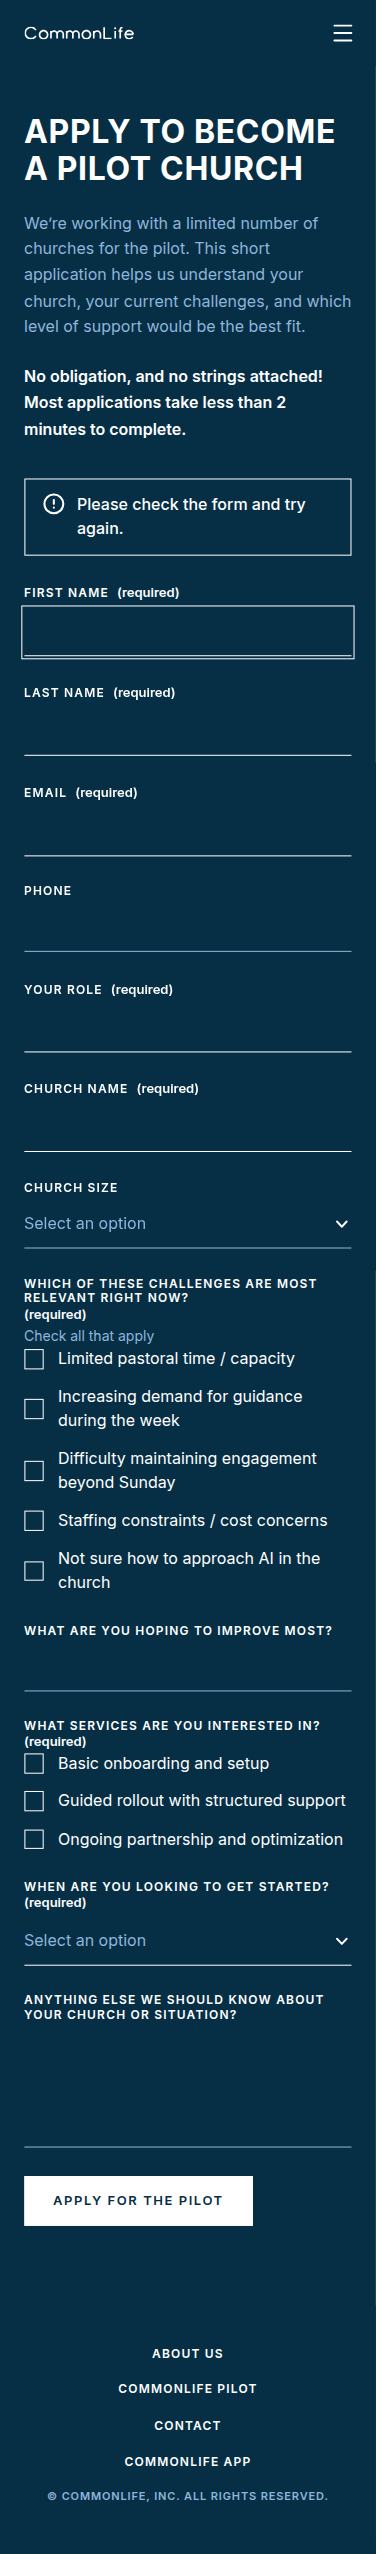 CommonLife
APPLY TO BECOME
A PILOT CHURCH
We're working with a limited number of
churches for the pilot. This short
application helps us understand your
church, your current challenges, and which
level of support would be the best fit.
No obligation, and no strings attached!
Most applications take less than 2
minutes to complete.
Please check the form and try
again.
FIRST NAME (required)
LAST NAME (required)
EMAIL (required)
PHONE
YOUR ROLE (required)
CHURCH NAME (required)
CHURCH SIZE
Select an option
WHICH OF THESE CHALLENGES ARE MOST
RELEVANT RIGHT NOW?
(required)
Check all that apply
Limited pastoral time / capacity
Increasing demand for guidance
during the week
Difficulty maintaining engagement
beyond Sunday
Staffing constraints / cost concerns
Not sure how to approach AI in the
church
WHAT ARE YOU HOPING TO IMPROVE MOST?
WHAT SERVICES ARE YOU INTERESTED IN?
(required)
Basic onboarding and setup
Guided rollout with structured support
Ongoing partnership and optimization
WHEN ARE YOU LOOKING TO GET STARTED?
(required)
Select an option
ANYTHING ELSE WE SHOULD KNOW ABOUT
YOUR CHURCH OR SITUATION?
APPLY FOR THE PILOT
ABOUT US
COMMONLIFE PILOT
CONTACT
COMMONLIFE APP
© COMMONLIFE, INC. ALL RIGHTS RESERVED.